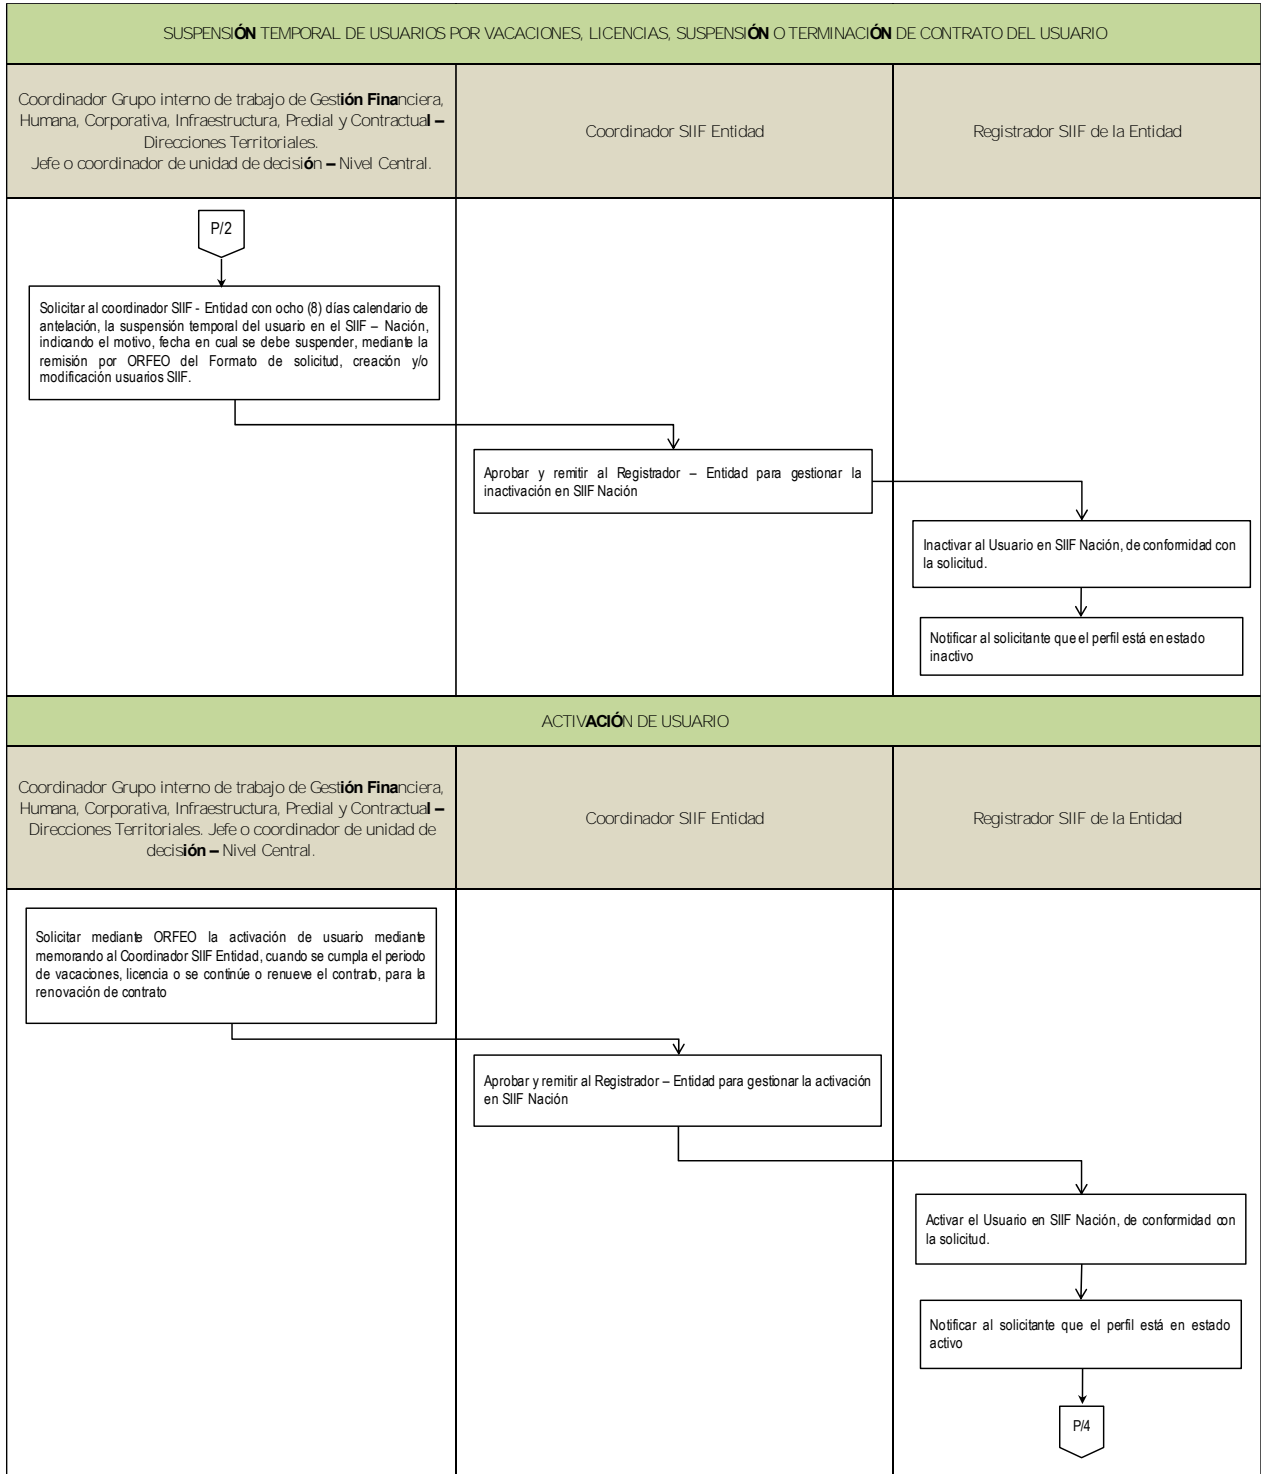 SUSPENSIÓN TEMPORAL DE USUARIOS POR VACACIONES, LICENCIAS, SUSPENSIÓN O TERMINACIÓN DE CONTRATO DEL USUARIO
Coordinador Grupo interno de trabajo de Gestión Financiera,
Humana, Corporativa, Infraestructura, Predial y Contractual –
Direcciones Territoriales.
Jefe o coordinador de unidad de decisión – Nivel Central.
Coordinador SIIF Entidad
Registrador SIIF de la Entidad
P/2
Solicitar al coordinador SIIF - Entidad con ocho (8) días calendario de
antelación, la suspensión temporal del usuario en el SIIF – Nación,
indicando el motivo, fecha en cual se debe suspender, mediante la
remisión por ORFEO del Formato de solicitud, creación y/o
modificación usuarios SIIF.
Aprobar y remitir al Registrador – Entidad para gestionar la
inactivación en SIIF Nación
Inactivar al Usuario en SIIF Nación, de conformidad con
la solicitud.
Notificar al solicitante que el perfil está en estado
inactivo
ACTIVACIÓN DE USUARIO
Coordinador Grupo interno de trabajo de Gestión Financiera,
Humana, Corporativa, Infraestructura, Predial y Contractual –
Direcciones Territoriales. Jefe o coordinador de unidad de
decisión – Nivel Central.
Coordinador SIIF Entidad
Registrador SIIF de la Entidad
Solicitar mediante ORFEO la activación de usuario mediante
memorando al Coordinador SIIF Entidad, cuando se cumpla el periodo
de vacaciones, licencia o se continúe o renueve el contrato, para la
renovación de contrato
Aprobar y remitir al Registrador – Entidad para gestionar la activación
en SIIF Nación
Activar el Usuario en SIIF Nación, de conformidad con
la solicitud.
Notificar al solicitante que el perfil está en estado
activo
P/4